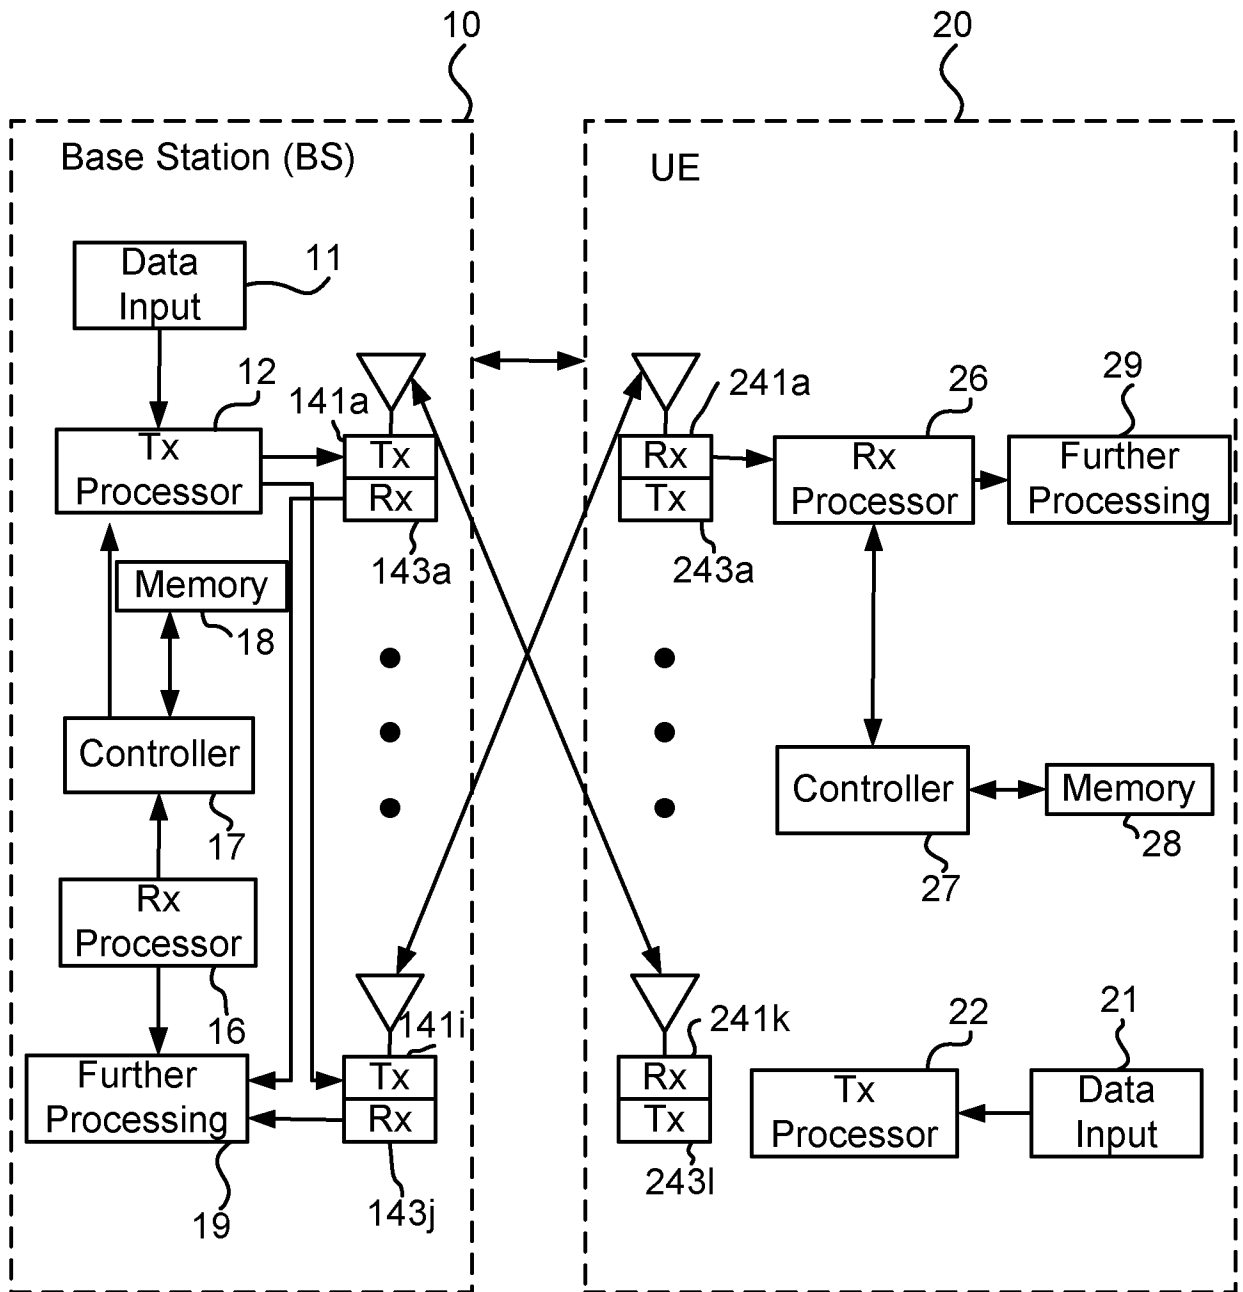 10
20
Base Station (BS)
UE
Data
Input
11
12
141a
Tx
Processor
Tx
Rx
143a
Memory
18
Controller
17
Rx
Processor
16
Further
Processing
19
141i
Tx
Rx
143j
241a
Rx
Tx
243a
26
Rx
Processor
29
Further
Processing
Controller
27
Memory
28
241k
Rx
Tx
243l
22
Tx
Processor
21
Data
Input